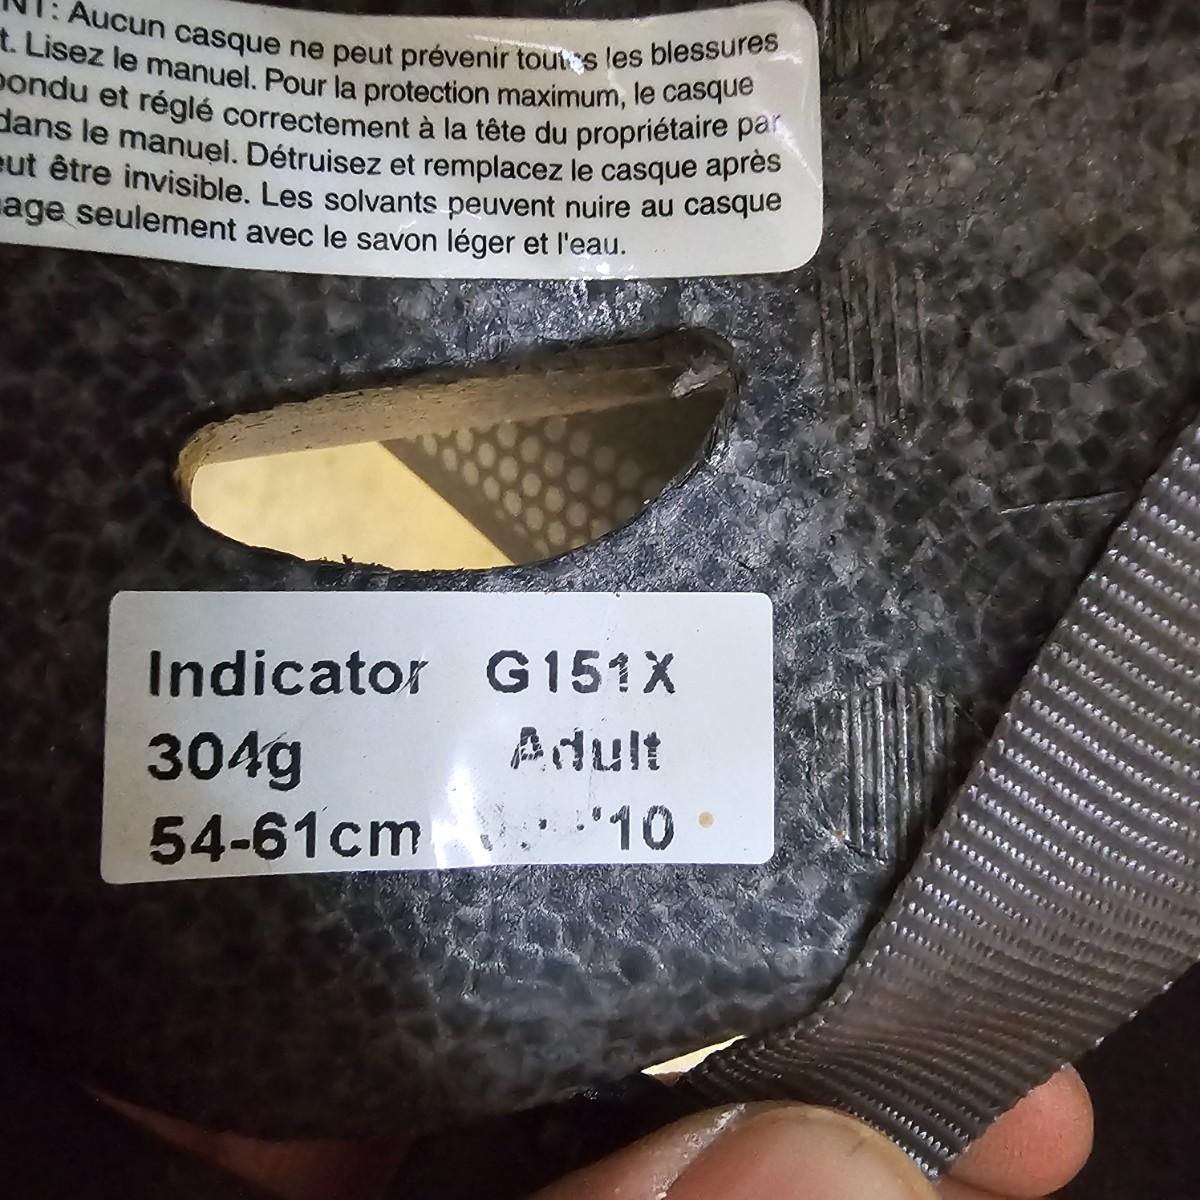 NT: Aucun casque ne peut prévenir toutes les blessures
t. Lisez le manuel. Pour la protection maximum, le casque
et réglé correctement à la tête du propriétaire par
dans le manuel. Détruisez et remplacez le casque après
être invisible. Les solvants peuvent nuire au casque
seulement avec le savon léger et l'eau.
Indicator G151X
304g Adult
54-61cm '10